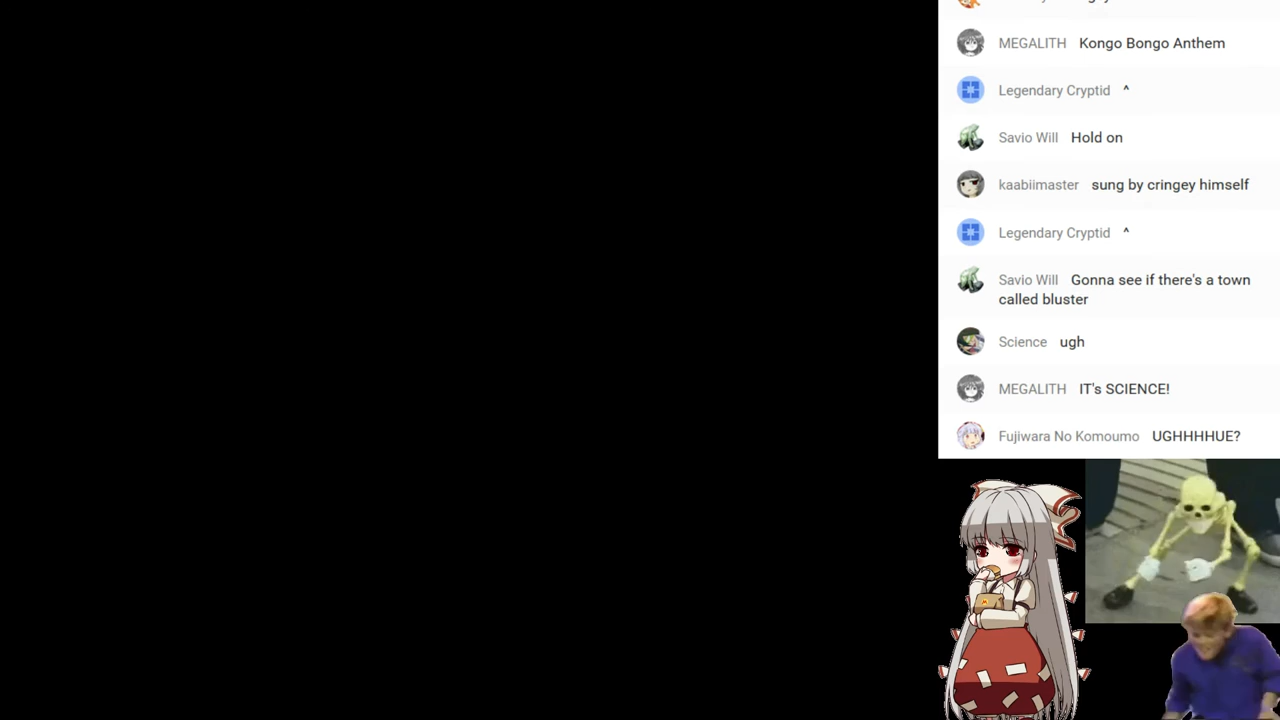 MEGALITH Kongo Bongo Anthem
Legendary Cryptid ^
Savio Will Hold on
kaabiimaster sung by cringey himself
Legendary Cryptid ^
Savio Will Gonna see if there's a town
called bluster
Science ugh
MEGALITH IT's SCIENCE!
Fujiwara No Komoumo UGHHHHUE?